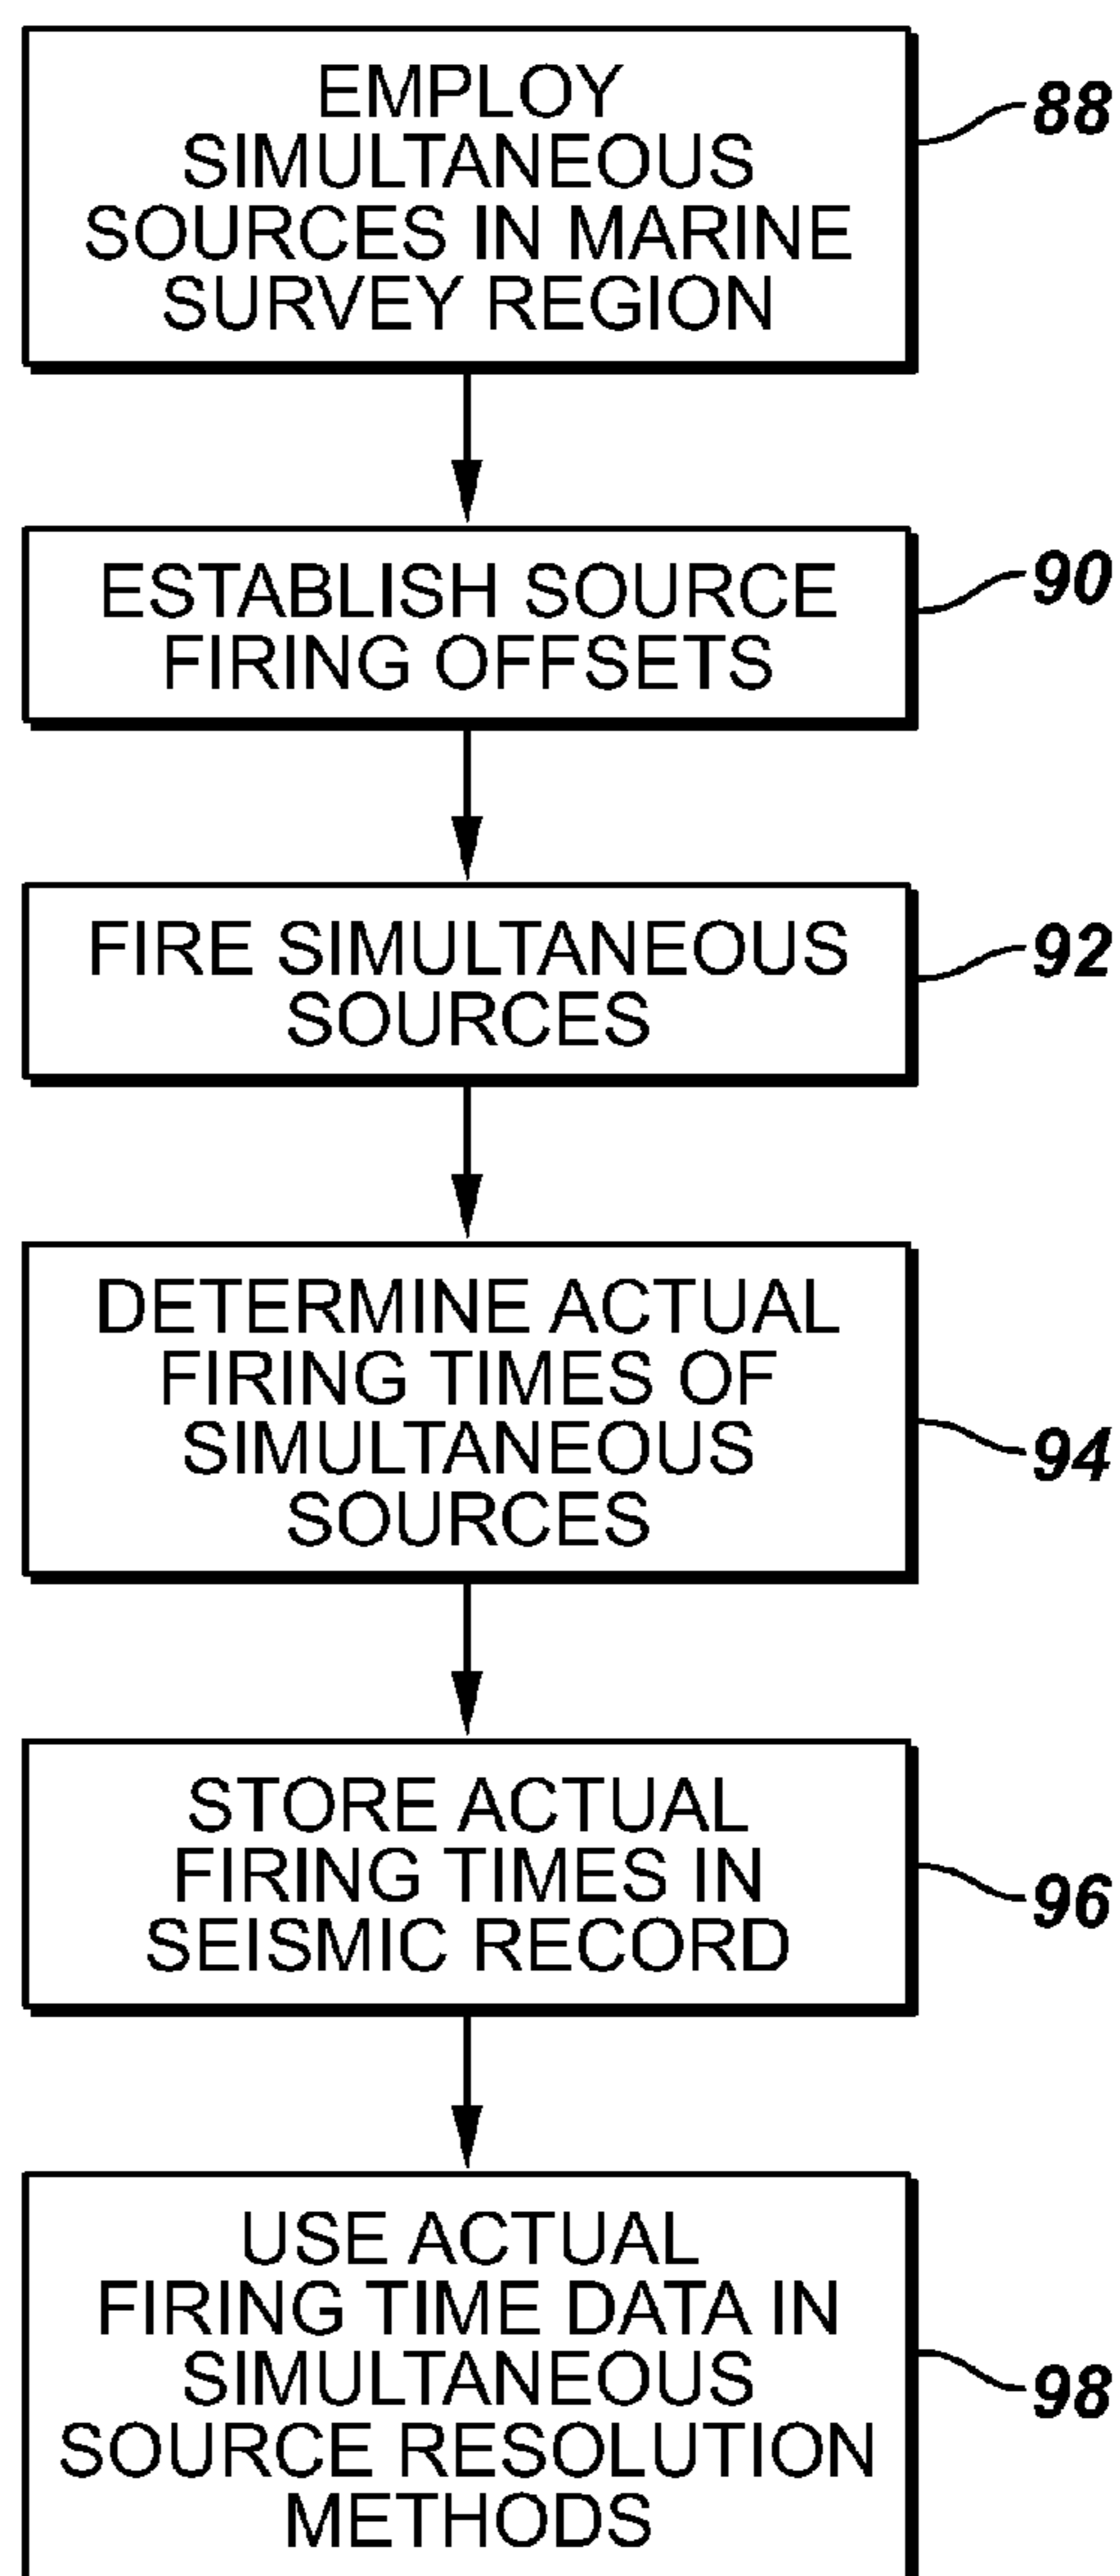 EMPLOY
SIMULTANEOUS
SOURCES IN MARINE
SURVEY REGION
88
ESTABLISH SOURCE
FIRING OFFSETS
90
FIRE SIMULTANEOUS
SOURCES
92
DETERMINE ACTUAL
FIRING TIMES OF
SIMULTANEOUS
SOURCES
94
STORE ACTUAL
FIRING TIMES IN
SEISMIC RECORD
96
USE ACTUAL
FIRING TIME DATA IN
SIMULTANEOUS
SOURCE RESOLUTION
METHODS
98